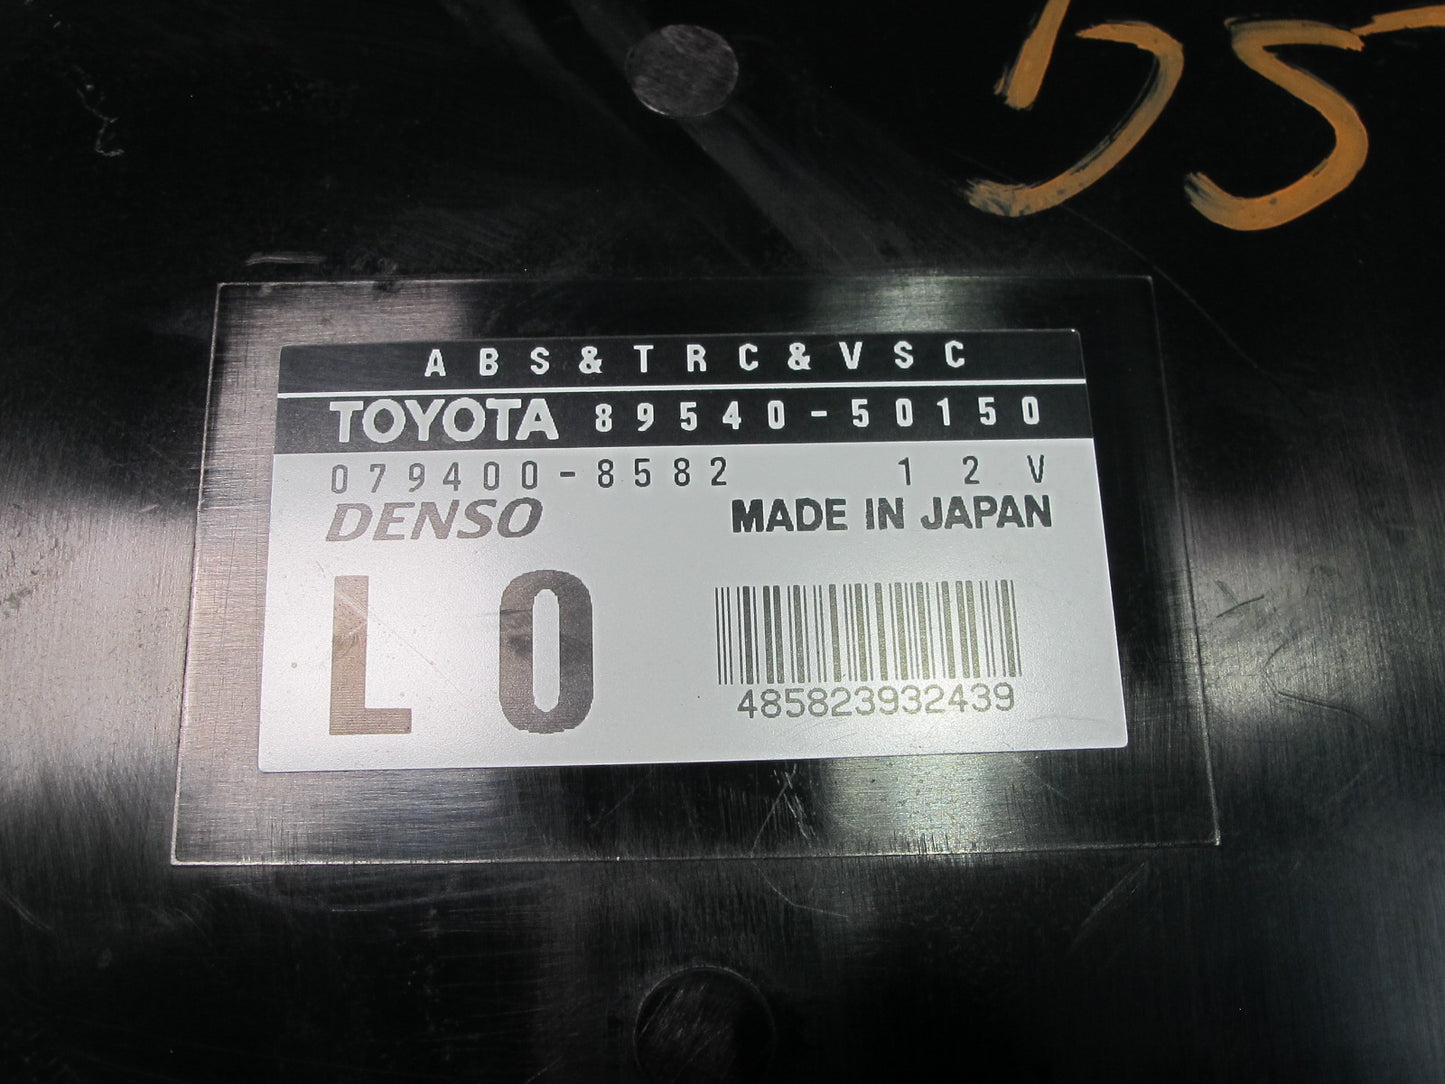 ABS&TRC&VSC
TOYOTA 89540-50150
079400-8582 12V
DENSO MADE IN JAPAN
L0
485823932439